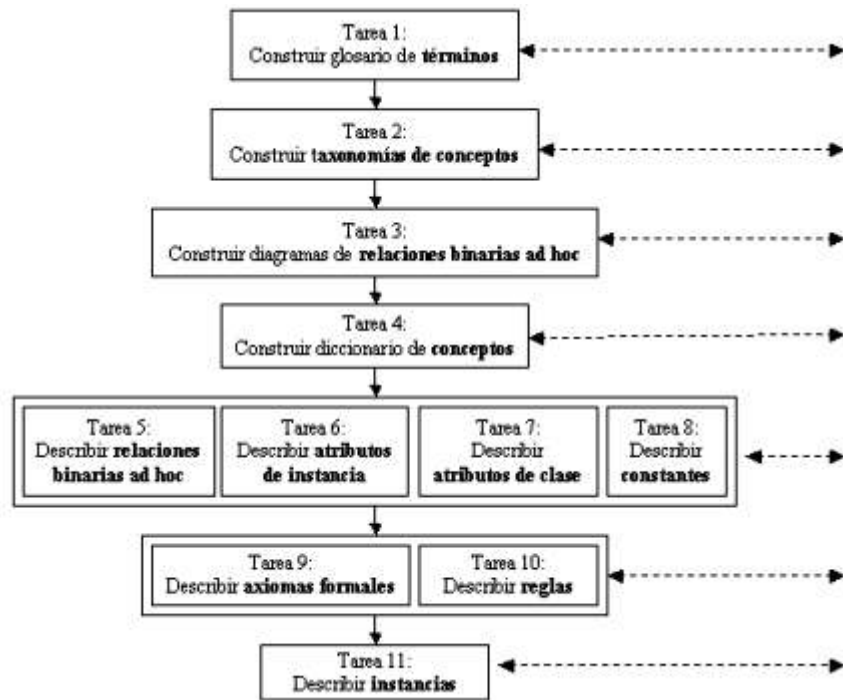 Tarea 1:
Construir glosario de términos
Tarea 2:
Construir taxonomías de conceptos
Tarea 3:
Construir diagramas de relaciones binarias ad hoc
Tarea 4:
Construir diccionario de conceptos
Tarea 5:
Describir relaciones
binarias ad hoc
Tarea 6:
Describir atributos
de instancia
Tarea 7:
Describir
atributos de clase
Tarea 8:
Describir
constantes
Tarea 9:
Describir axiomas formales
Tarea 10:
Describir reglas
Tarea 11:
Describir instancias